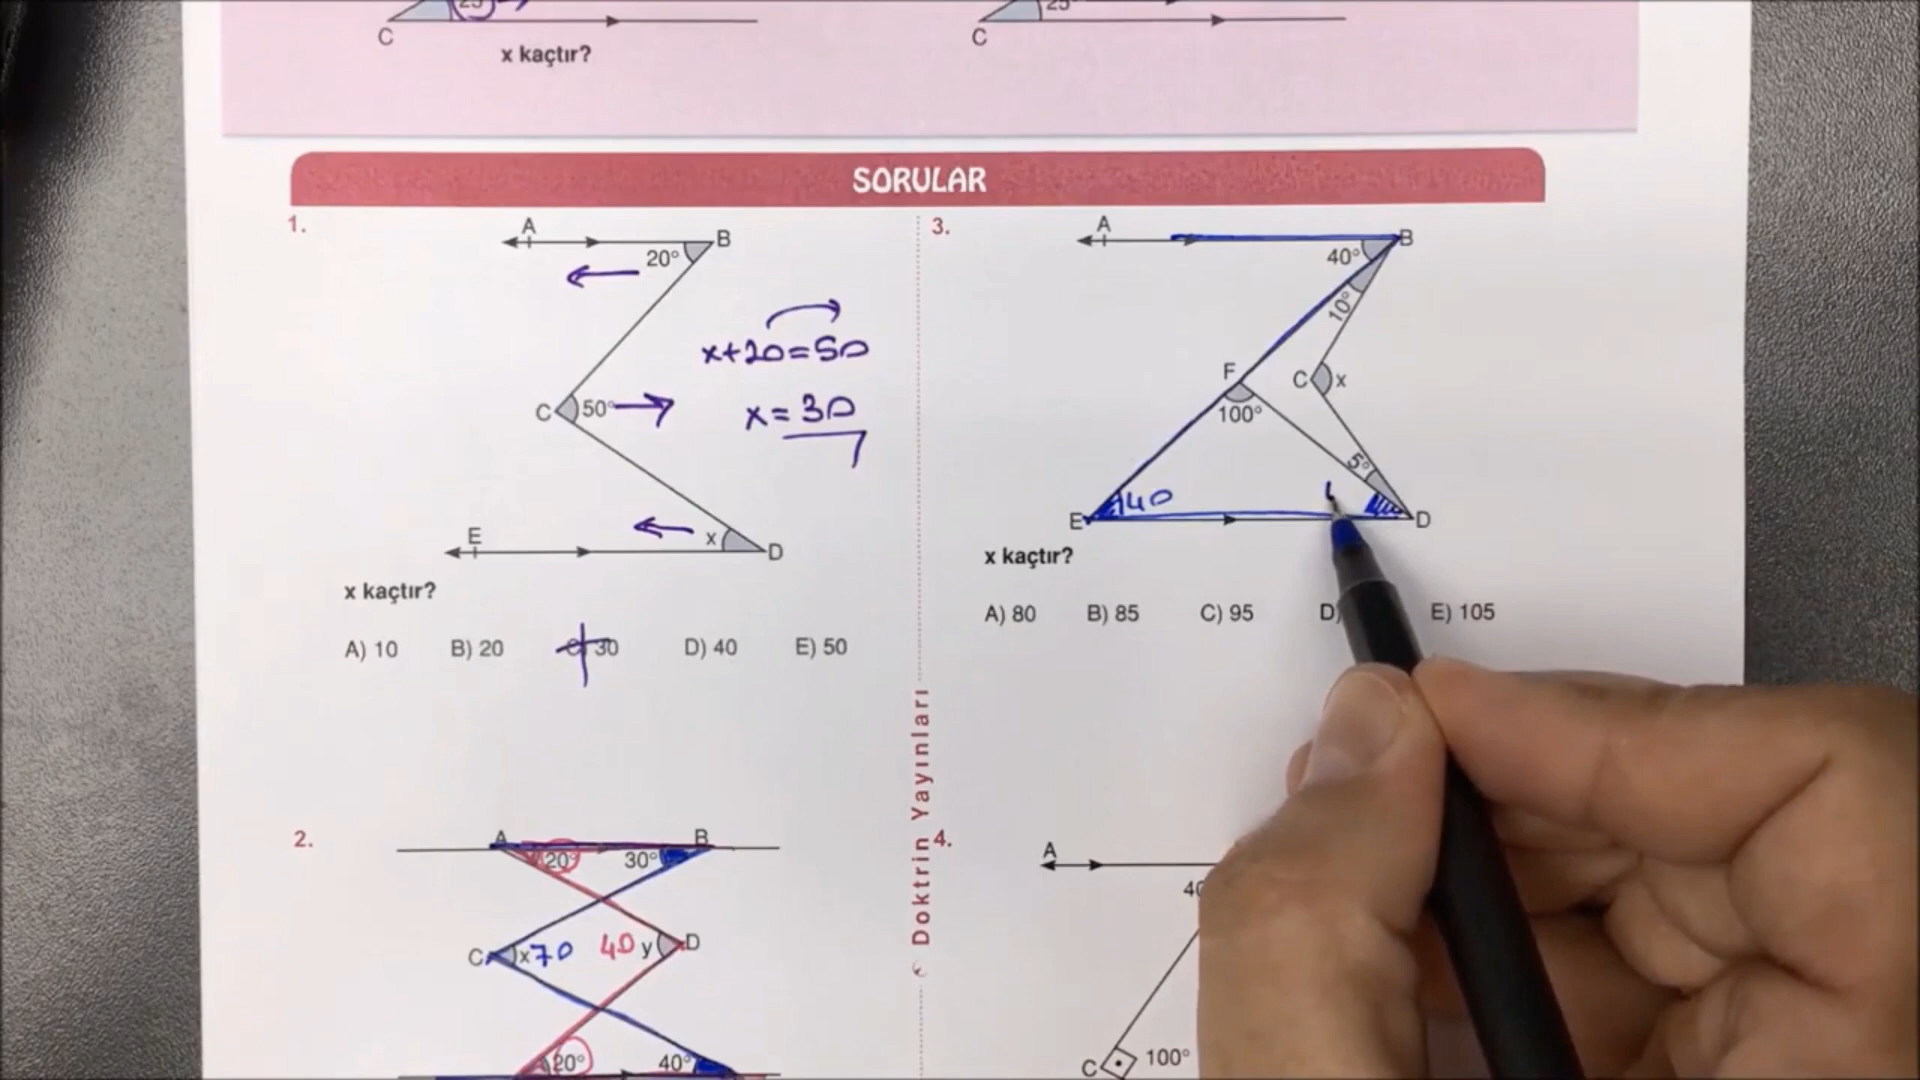 25
25
C
C
x kaçtır?
SORULAR
1.
A
B
20°
x+20=50
x=30
C
50°
E
x
D
x kaçtır?
A) 10 B) 20 C) 30 D) 40 E) 50
2.
A
B
20°
30°
C
x
70
40
y
D
20°
40°
Doktrin Yayınları
3.
A
B
40°
10°
F
C
x
100°
5°
40
E
D
x kaçtır?
A) 80 B) 85 C) 95 D) E) 105
4.
A
C
100°